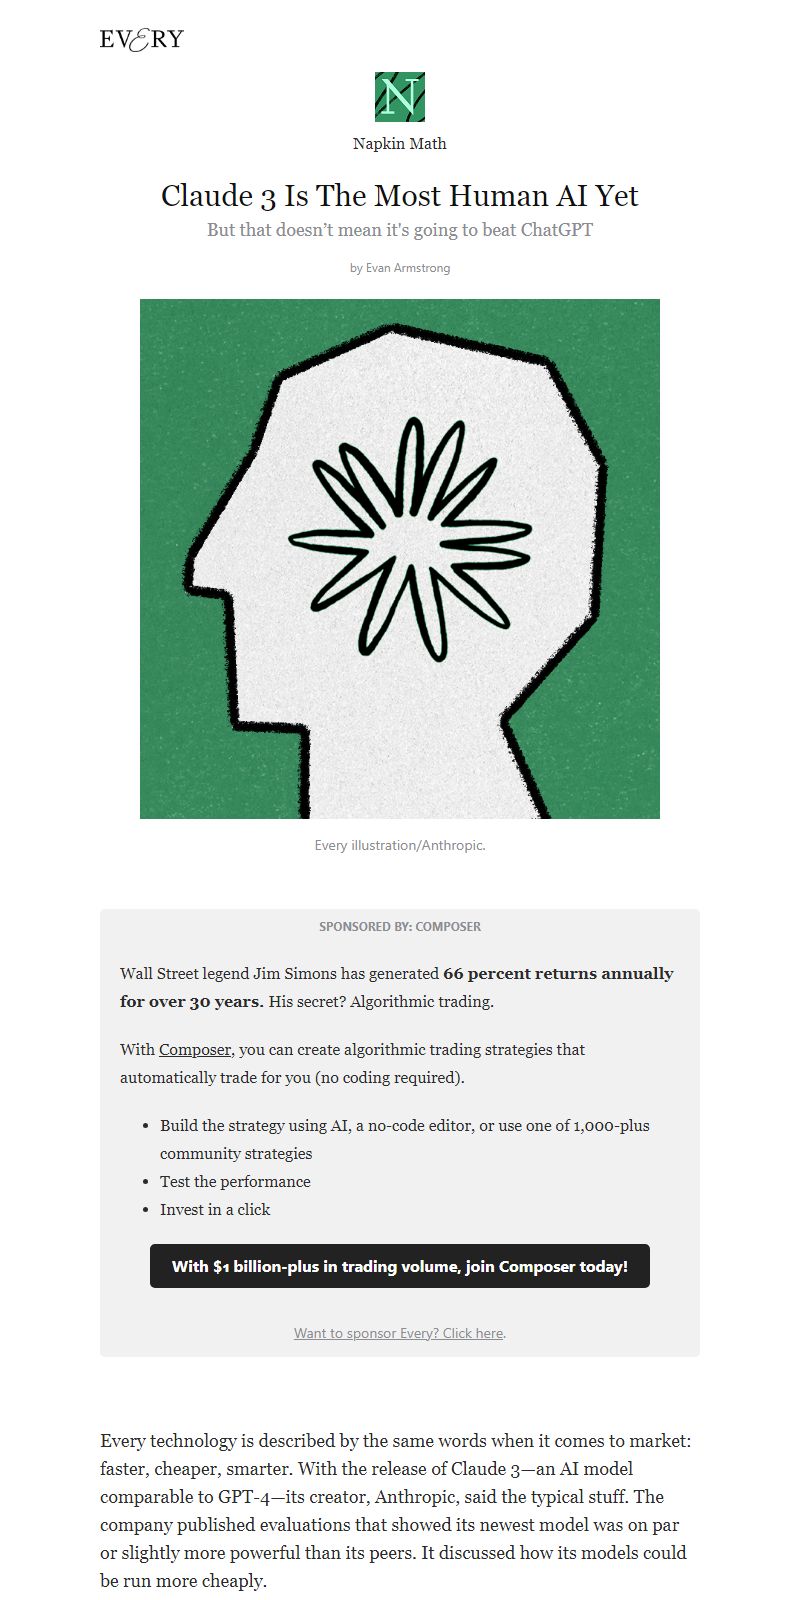 EVERY
N
Napkin Math
Claude 3 Is The Most Human AI Yet
But that doesn’t mean it's going to beat ChatGPT
by Evan Armstrong
Every illustration/Anthropic.
SPONSORED BY: COMPOSER
Wall Street legend Jim Simons has generated 66 percent returns annually
for over 30 years. His secret? Algorithmic trading.
With Composer, you can create algorithmic trading strategies that
automatically trade for you (no coding required).
• Build the strategy using AI, a no-code editor, or use one of 1,000-plus
community strategies
• Test the performance
• Invest in a click
With $1 billion-plus in trading volume, join Composer today!
Want to sponsor Every? Click here.
Every technology is described by the same words when it comes to market:
faster, cheaper, smarter. With the release of Claude 3—an AI model
comparable to GPT-4—its creator, Anthropic, said the typical stuff. The
company published evaluations that showed its newest model was on par
or slightly more powerful than its peers. It discussed how its models could
be run more cheaply.